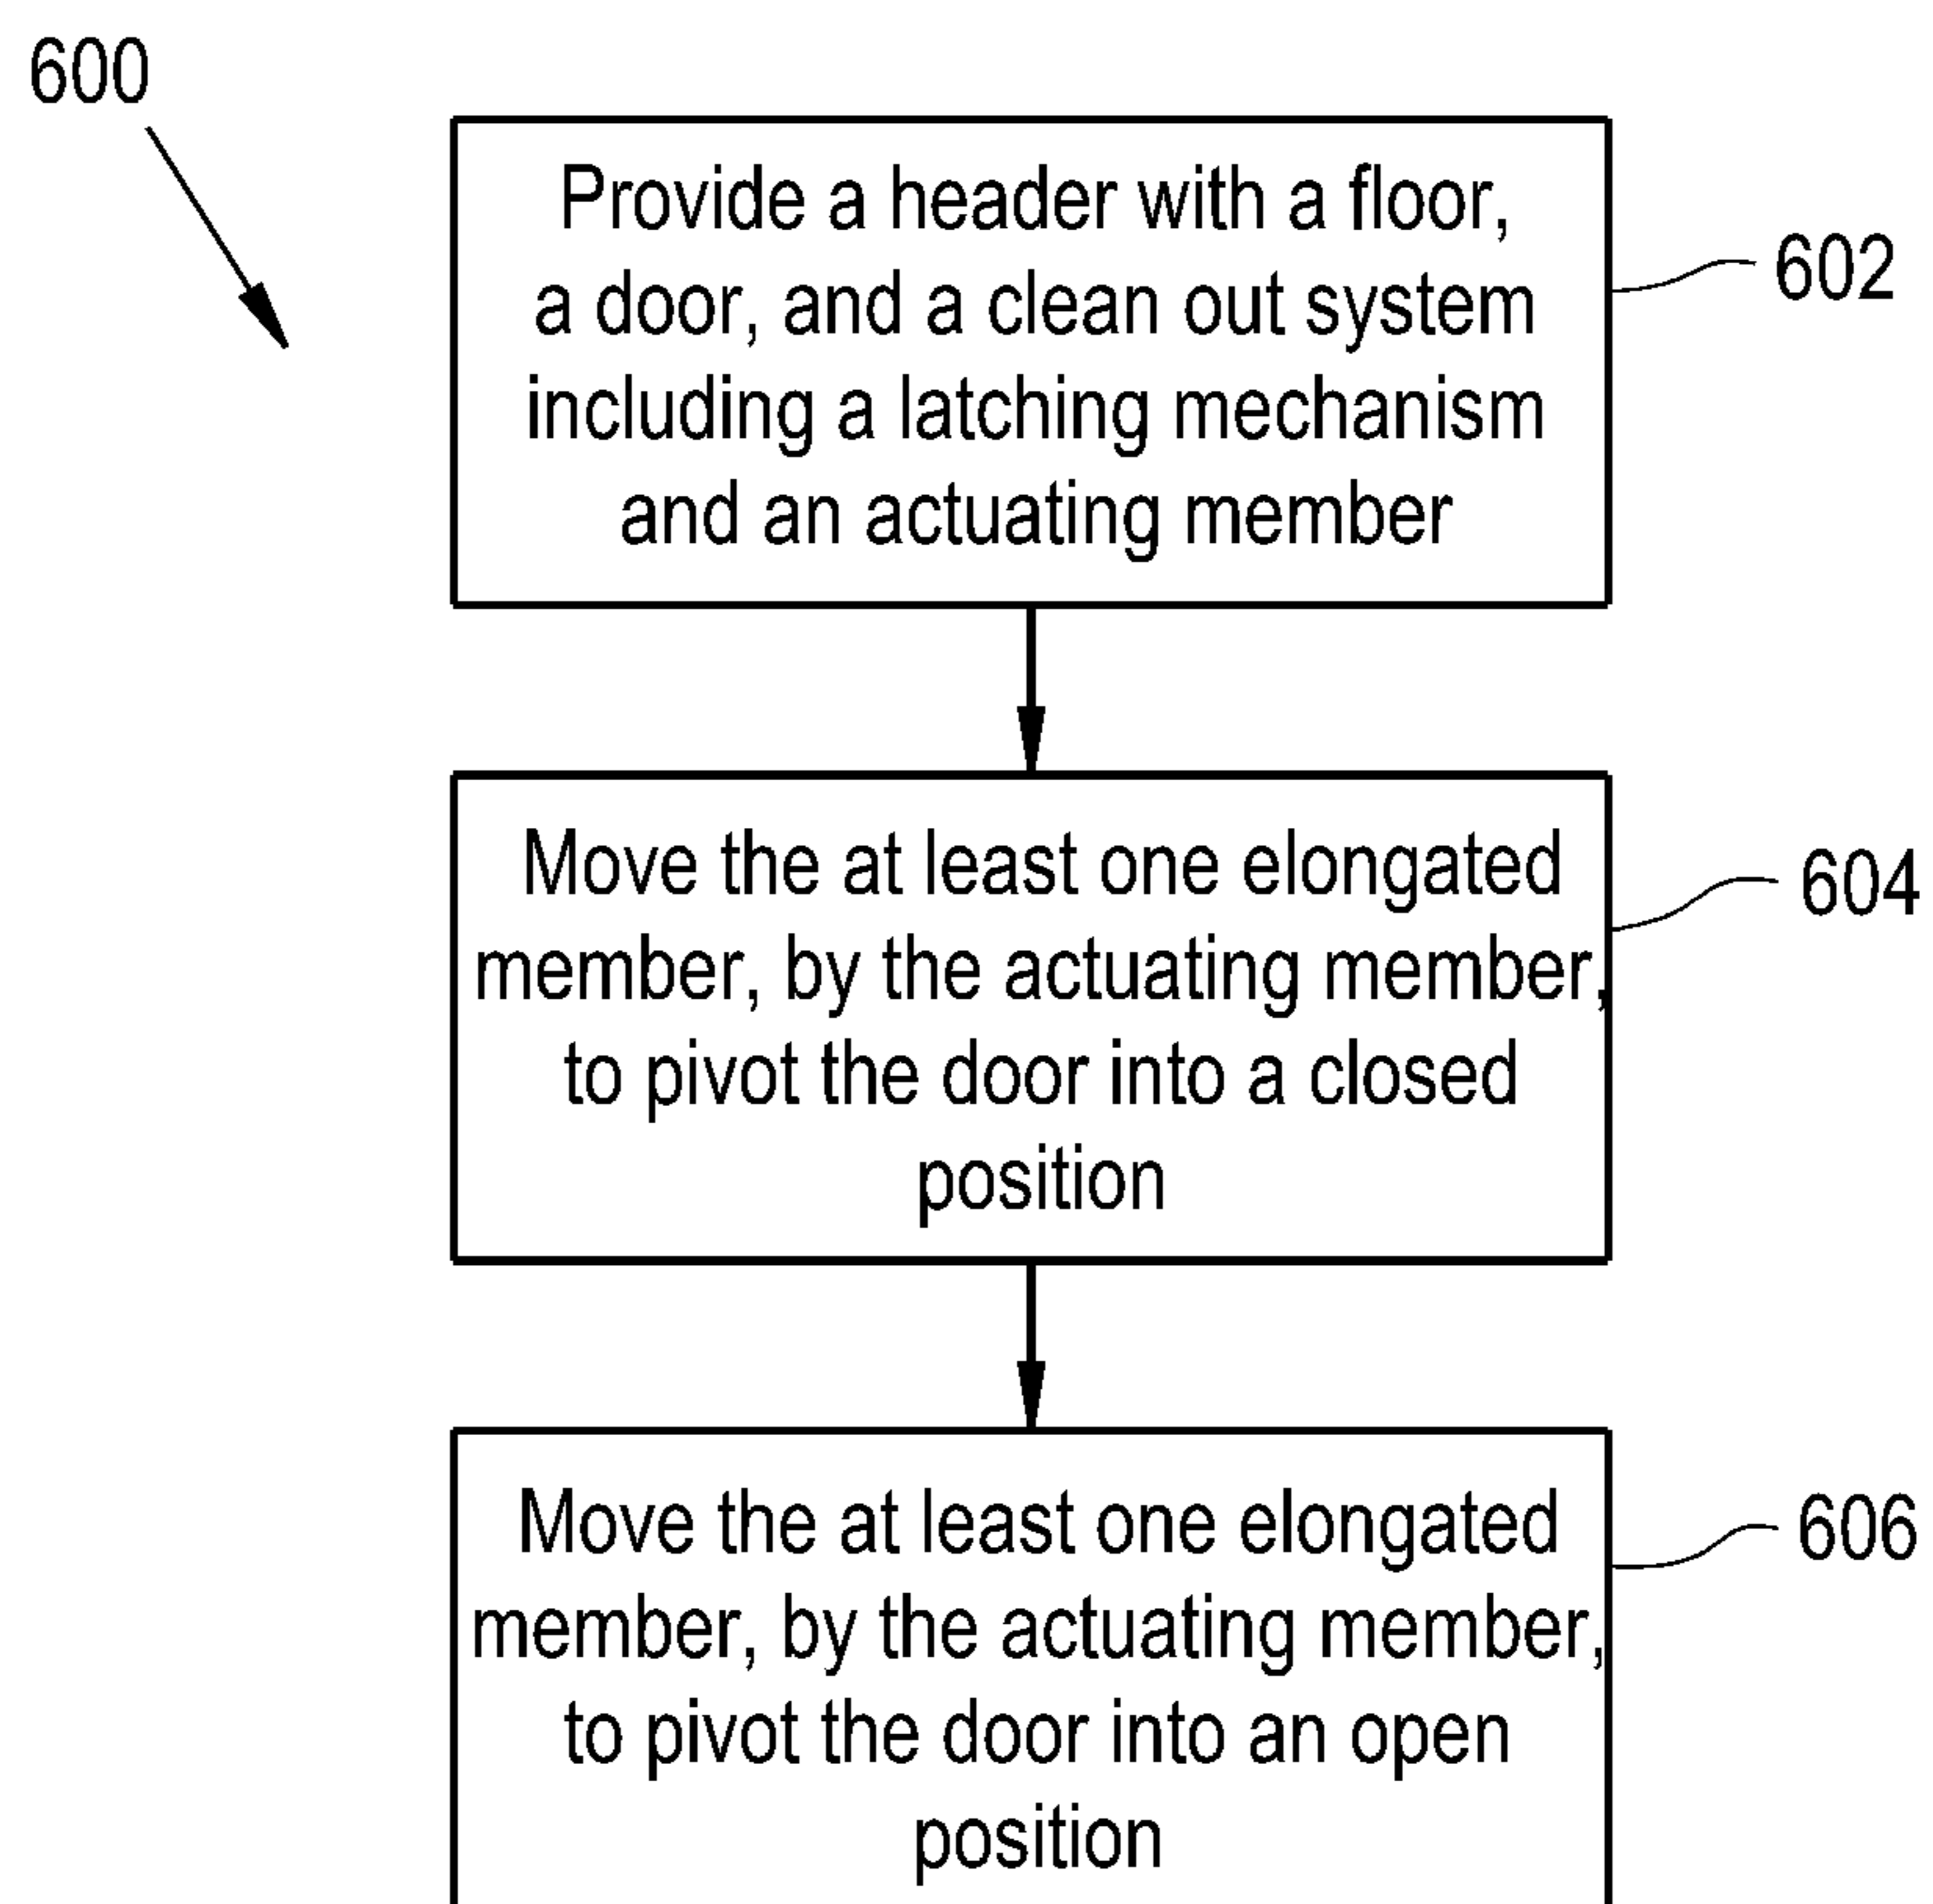 600
Provide a header with a floor,
a door, and a clean out system
including a latching mechanism
and an actuating member
602
Move the at least one elongated
member, by the actuating member,
to pivot the door into a closed
position
604
Move the at least one elongated
member, by the actuating member,
to pivot the door into an open
position
606